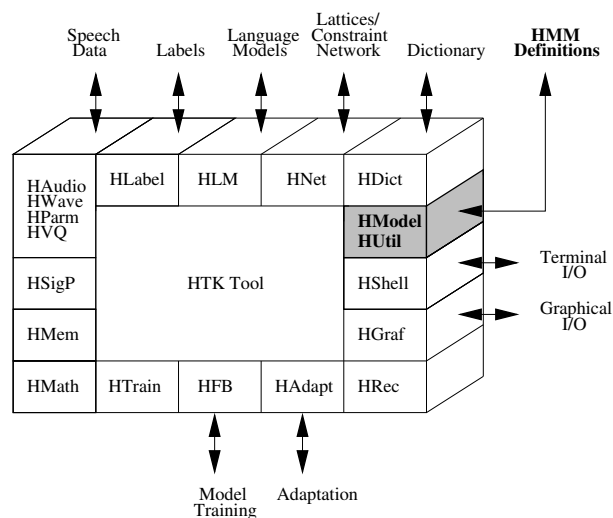 Speech
Data
Labels
Language
Models
Lattices/
Constraint
Network
Dictionary
HMM
Definitions
HAudio
HWave
HParm
HVQ
HLabel
HLM
HNet
HDict
HModel
HUtil
HSigP
HTK Tool
HShell
Terminal
I/O
HMem
HGraf
Graphical
I/O
HMath
HTrain
HFB
HAdapt
HRec
Model
Training
Adaptation